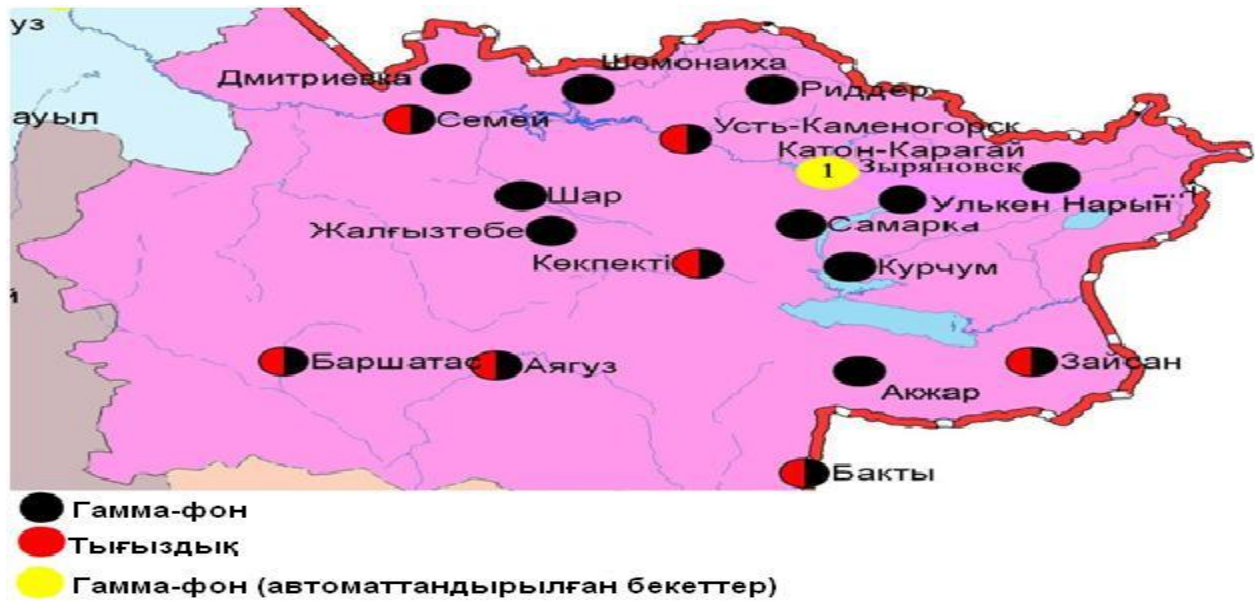 уз
Шемонаиха
Дмитриевка
Риддер
ауыл
Семей
Усть-Каменогорск
Катон-Карагай
1
Зыряновск
Шар
Улькен Нарын
Жалғызтөбе
Самарка
Көкпекті
Курчум
й
Баршатас
Аягуз
Зайсан
Акжар
Бакты
Гамма-фон
Тығыздық
Гамма-фон (автоматтандырылған бекеттер)